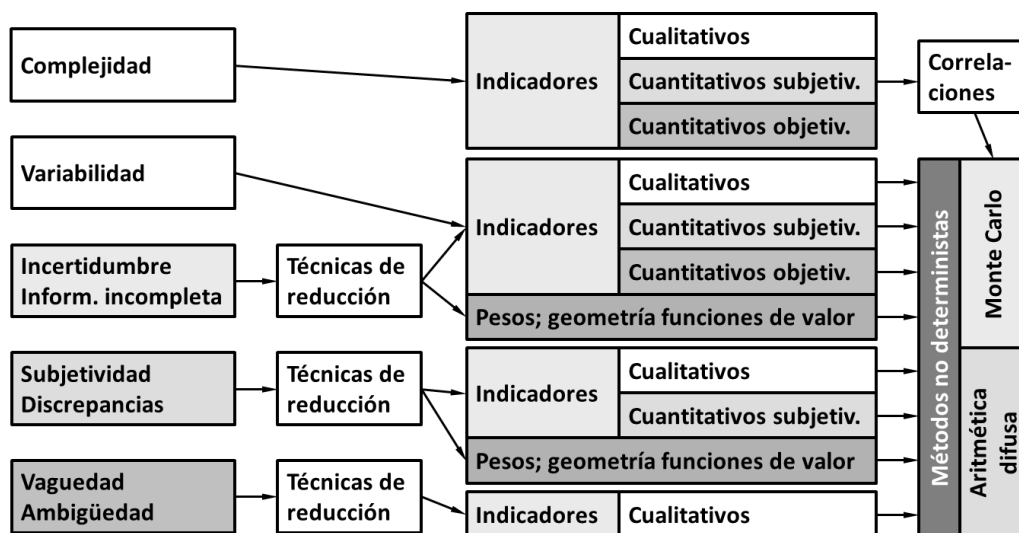 Complejidad
Indicadores
Cualitativos
Cuantitativos subjetiv.
Cuantitativos objetiv.
Correla-
ciones
Variabilidad
Incertidumbre
Inform. incompleta
Técnicas de
reducción
Indicadores
Cualitativos
Cuantitativos subjetiv.
Cuantitativos objetiv.
Pesos; geometría funciones de valor
Subjetividad
Discrepancias
Técnicas de
reducción
Indicadores
Cualitativos
Cuantitativos subjetiv.
Pesos; geometría funciones de valor
Vaguedad
Ambigüedad
Técnicas de
reducción
Indicadores
Cualitativos
Métodos no deterministas
Monte Carlo
Aritmética
difusa